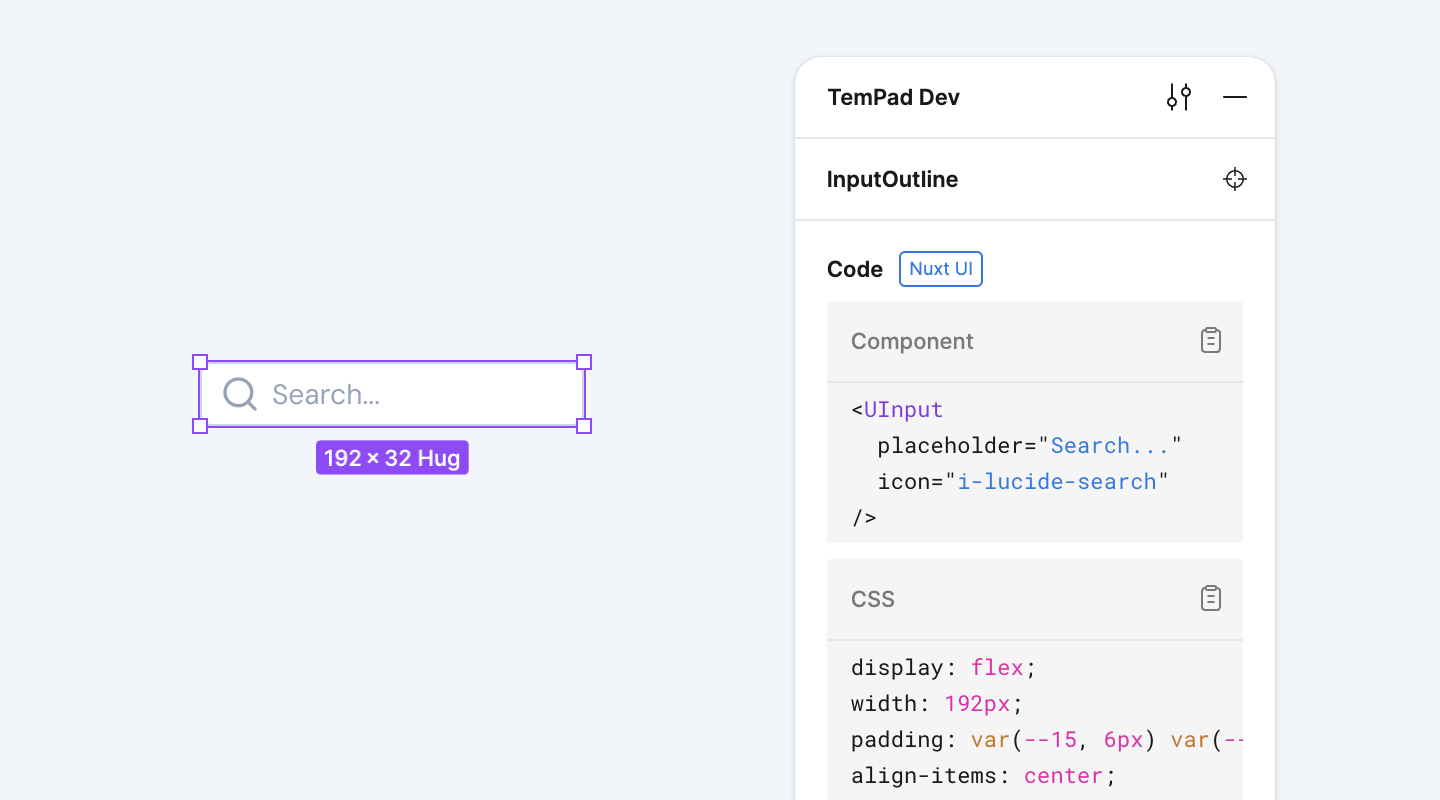 Search...
192 × 32 Hug
TemPad Dev
InputOutline
Code Nuxt UI
Component
<UInput
  placeholder="Search..."
  icon="i-lucide-search"
/>
CSS
display: flex;
width: 192px;
padding: var(--15, 6px) var(--
align-items: center;